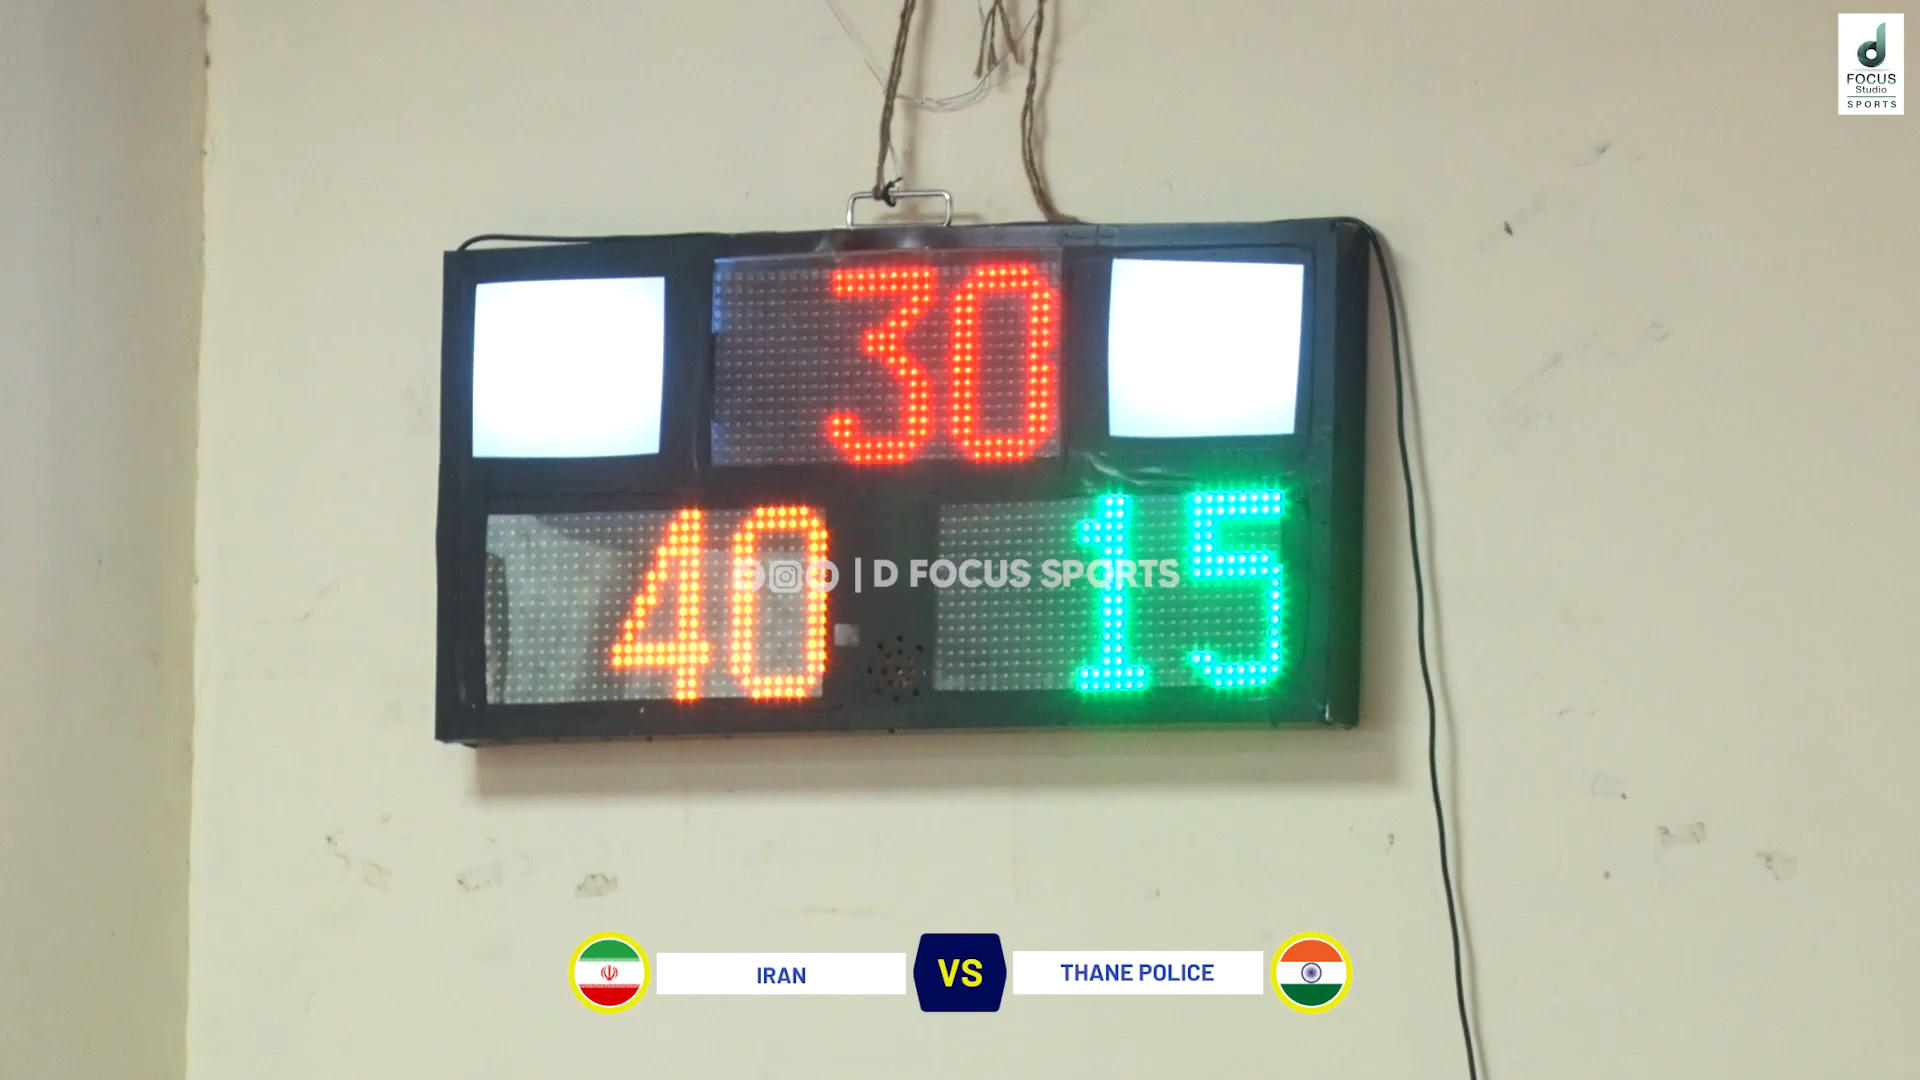 FOCUS
Studio
SPORTS
30
40
15
| D FOCUS SPORTS
IRAN
VS
THANE POLICE